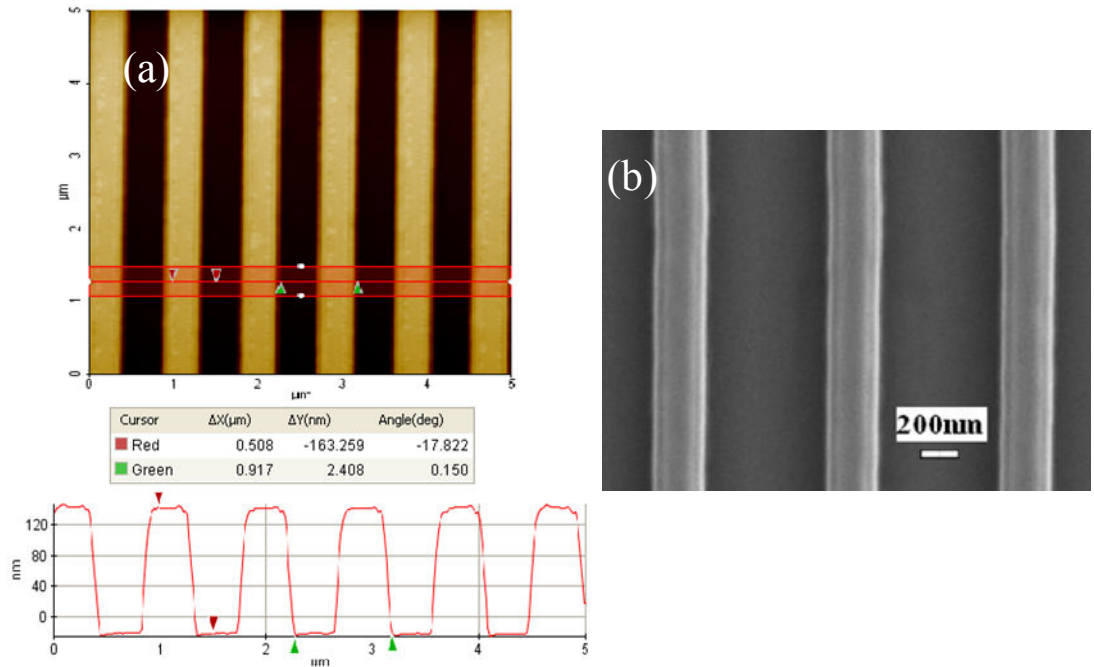 5
(a)
4
3
μm
2
1
0
0 1 2 3 4 5
μm
Cursor ΔX(μm) ΔY(nm) Angle(deg)
Red 0.508 -163.259 -17.822
Green 0.917 2.408 0.150
120
80
nm
40
0
0 2 3 4 5
μm
(b)
200nm